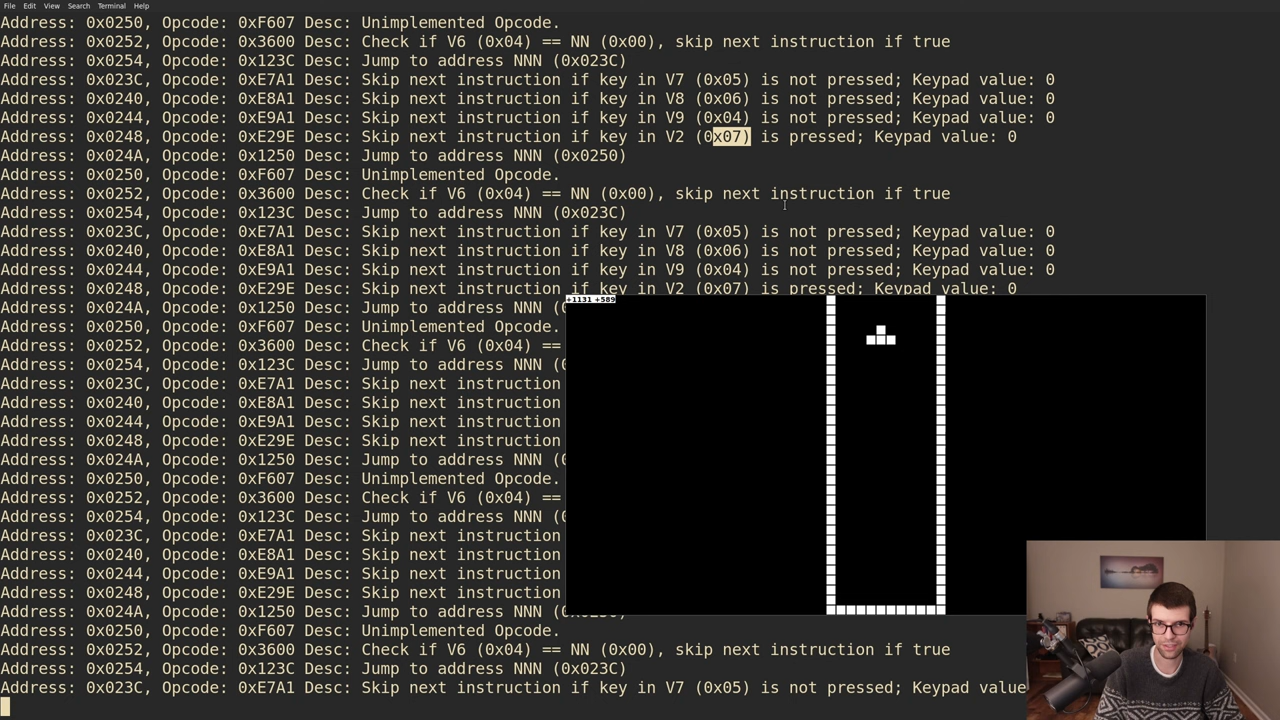 File Edit View Search Terminal Help
Address: 0x0250, Opcode: 0xF607 Desc: Unimplemented Opcode.
Address: 0x0252, Opcode: 0x3600 Desc: Check if V6 (0x04) == NN (0x00), skip next instruction if true
Address: 0x0254, Opcode: 0x123C Desc: Jump to address NNN (0x023C)
Address: 0x023C, Opcode: 0xE7A1 Desc: Skip next instruction if key in V7 (0x05) is not pressed; Keypad value: 0
Address: 0x0240, Opcode: 0xE8A1 Desc: Skip next instruction if key in V8 (0x06) is not pressed; Keypad value: 0
Address: 0x0244, Opcode: 0xE9A1 Desc: Skip next instruction if key in V9 (0x04) is not pressed; Keypad value: 0
Address: 0x0248, Opcode: 0xE29E Desc: Skip next instruction if key in V2 (0x07) is pressed; Keypad value: 0
Address: 0x024A, Opcode: 0x1250 Desc: Jump to address NNN (0x0250)
Address: 0x0250, Opcode: 0xF607 Desc: Unimplemented Opcode.
Address: 0x0252, Opcode: 0x3600 Desc: Check if V6 (0x04) == NN (0x00), skip next instruction if true
Address: 0x0254, Opcode: 0x123C Desc: Jump to address NNN (0x023C)
Address: 0x023C, Opcode: 0xE7A1 Desc: Skip next instruction if key in V7 (0x05) is not pressed; Keypad value: 0
Address: 0x0240, Opcode: 0xE8A1 Desc: Skip next instruction if key in V8 (0x06) is not pressed; Keypad value: 0
Address: 0x0244, Opcode: 0xE9A1 Desc: Skip next instruction if key in V9 (0x04) is not pressed; Keypad value: 0
Address: 0x0248, Opcode: 0xE29E Desc: Skip next instruction if key in V2 (0x07) is pressed; Keypad value: 0
Address: 0x024A, Opcode: 0x1250 Desc: Jump to address NNN (
+1131 +589
Address: 0x0250, Opcode: 0xF607 Desc: Unimplemented Opcode.
Address: 0x0252, Opcode: 0x3600 Desc: Check if V6 (0x04) ==
Address: 0x0254, Opcode: 0x123C Desc: Jump to address NNN (
Address: 0x023C, Opcode: 0xE7A1 Desc: Skip next instruction
Address: 0x0240, Opcode: 0xE8A1 Desc: Skip next instruction
Address: 0x0244, Opcode: 0xE9A1 Desc: Skip next instruction
Address: 0x0248, Opcode: 0xE29E Desc: Skip next instruction
Address: 0x024A, Opcode: 0x1250 Desc: Jump to address NNN (
Address: 0x0250, Opcode: 0xF607 Desc: Unimplemented Opcode.
Address: 0x0252, Opcode: 0x3600 Desc: Check if V6 (0x04) ==
Address: 0x0254, Opcode: 0x123C Desc: Jump to address NNN (
Address: 0x023C, Opcode: 0xE7A1 Desc: Skip next instruction
Address: 0x0240, Opcode: 0xE8A1 Desc: Skip next instruction
Address: 0x0244, Opcode: 0xE9A1 Desc: Skip next instruction
Address: 0x0248, Opcode: 0xE29E Desc: Skip next instruction
Address: 0x024A, Opcode: 0x1250 Desc: Jump to address NNN (0x0250)
Address: 0x0250, Opcode: 0xF607 Desc: Unimplemented Opcode.
Address: 0x0252, Opcode: 0x3600 Desc: Check if V6 (0x04) == NN (0x00), skip next instruction if true
Address: 0x0254, Opcode: 0x123C Desc: Jump to address NNN (0x023C)
Address: 0x023C, Opcode: 0xE7A1 Desc: Skip next instruction if key in V7 (0x05) is not pressed; Keypad value